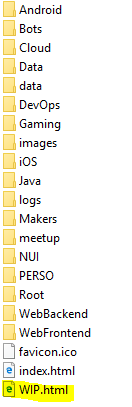 Android
Bots
Cloud
Data
data
DevOps
Gaming
images
iOS
Java
logs
Makers
meetup
NUI
PERSO
Root
WebBackend
WebFrontend
favicon.ico
index.html
WIP.html